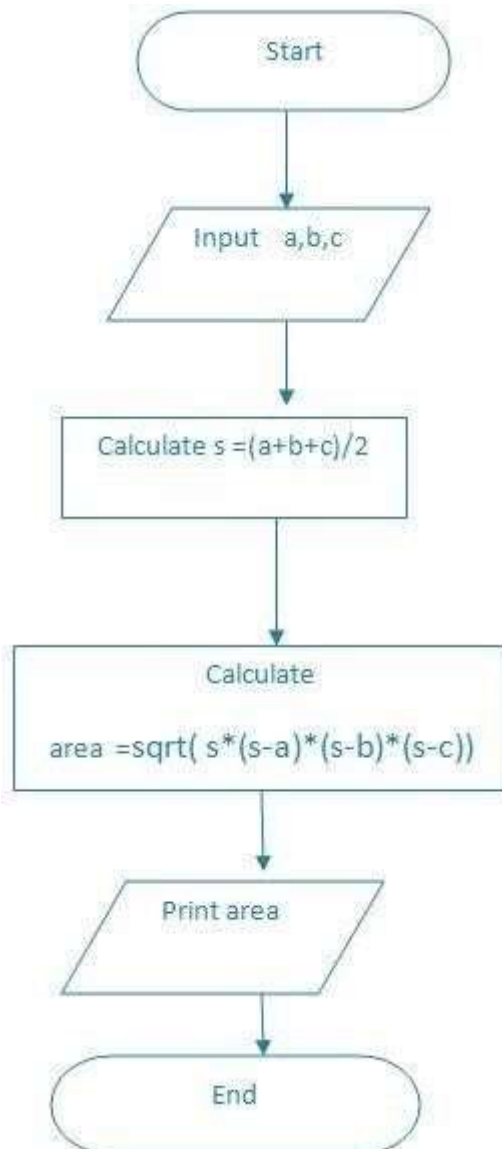 Start
Input a,b,c
Calculate s =(a+b+c)/2
Calculate
area =sqrt( s*(s-a)*(s-b)*(s-c))
Print area
End